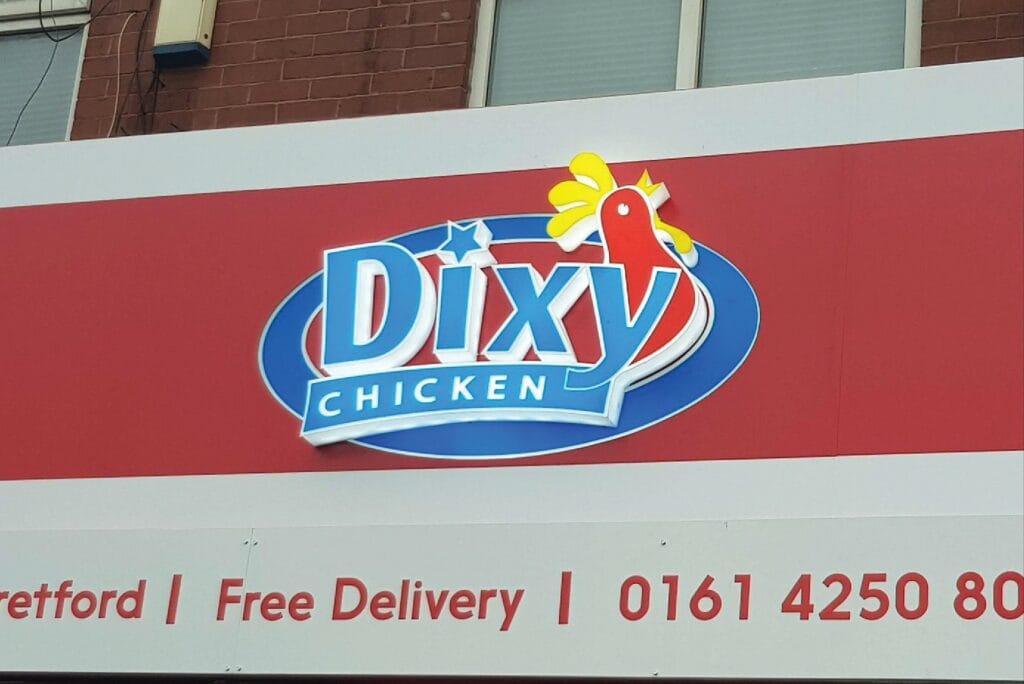 Dixy
CHICKEN
retford | Free Delivery | 0161 4250 80